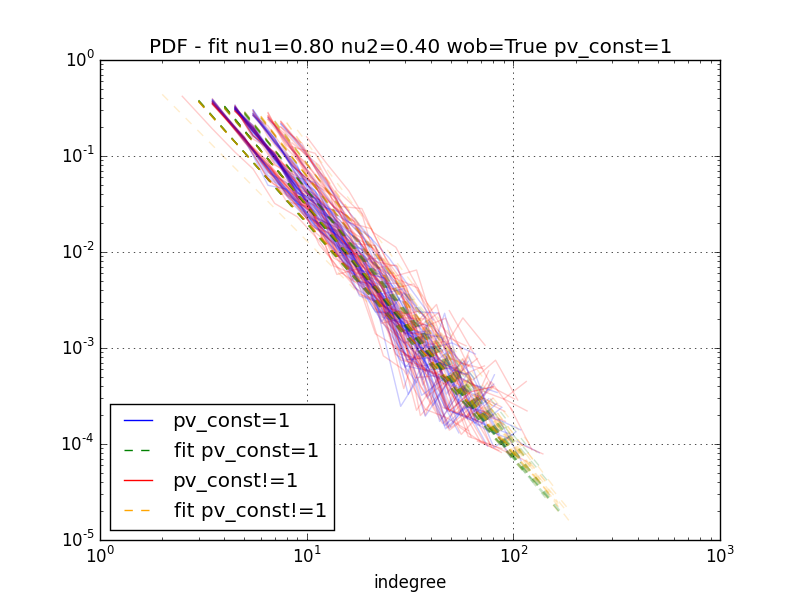 PDF - fit nu1=0.80 nu2=0.40 wob=True pv_const=1
10^0
10^-1
10^-2
10^-3
10^-4
10^-5
pv_const=1
fit pv_const=1
pv_const!=1
fit pv_const!=1
10^0 10^1 10^2 10^3
indegree